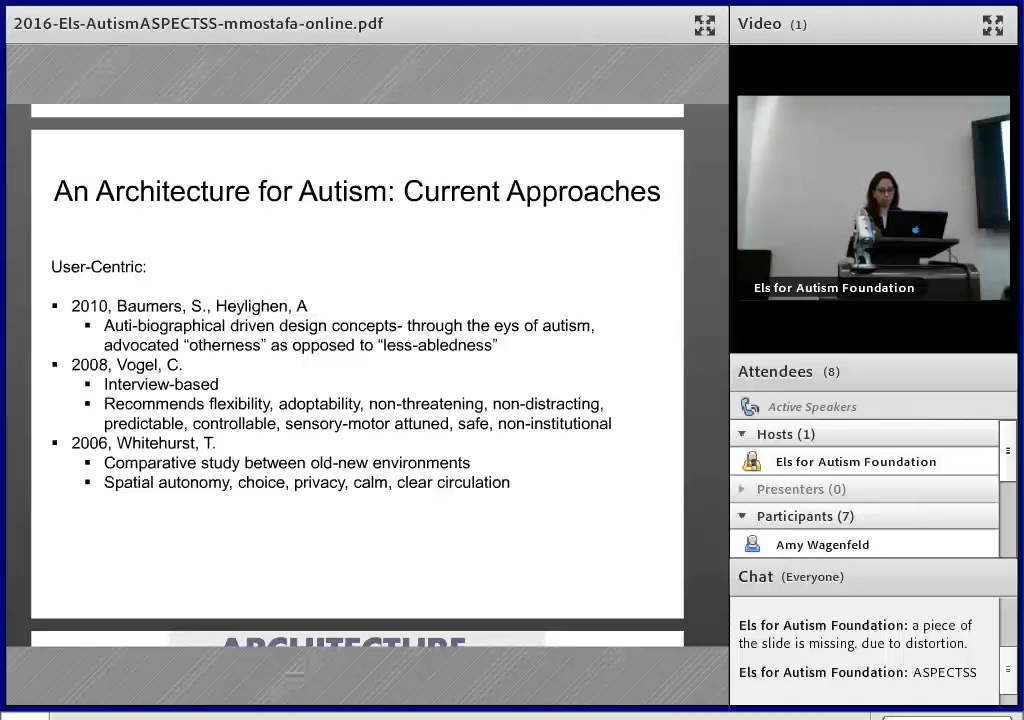 2016-Els-AutismASPECTSS-mmostafa-online.pdf
An Architecture for Autism: Current Approaches
User-Centric:
2010, Baumers, S., Heylighen, A
Auti-biographical driven design concepts- through the eys of autism,
advocated “otherness” as opposed to “less-abledness”
2008, Vogel, C.
Interview-based
Recommends flexibility, adoptability, non-threatening, non-distracting,
predictable, controllable, sensory-motor attuned, safe, non-institutional
2006, Whitehurst, T.
Comparative study between old-new environments
Spatial autonomy, choice, privacy, calm, clear circulation
ARCHITECTURE
Video (1)
Els for Autism Foundation
Attendees (8)
Active Speakers
Hosts (1)
Els for Autism Foundation
Presenters (0)
Participants (7)
Amy Wagenfeld
Chat (Everyone)
Els for Autism Foundation: a piece of
the slide is missing. due to distortion.
Els for Autism Foundation: ASPECTSS